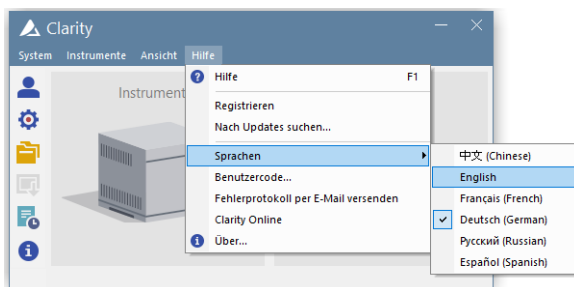 Clarity
System Instrumente Ansicht Hilfe
Instrument
Hilfe F1
Registrieren
Nach Updates suchen...
Sprachen
Benutzercode...
Fehlerprotokoll per E-Mail versenden
Clarity Online
Über...
中文 (Chinese)
English
Français (French)
Deutsch (German)
Русский (Russian)
Español (Spanish)